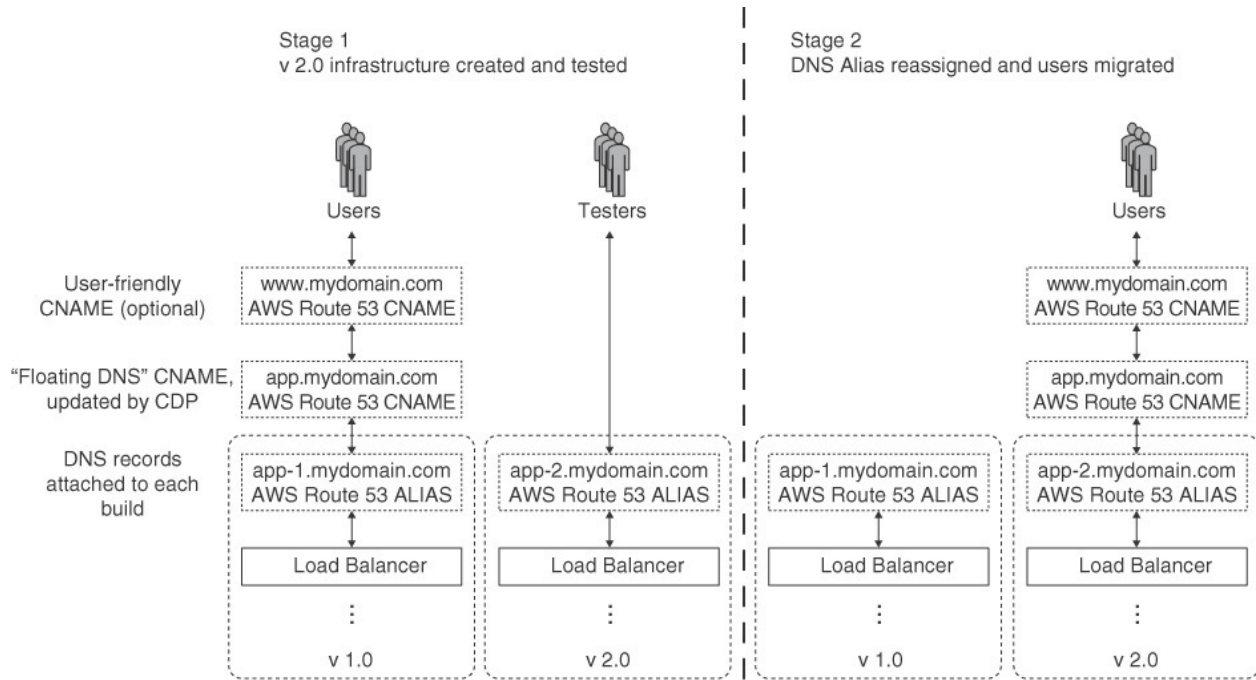 Stage 1
v 2.0 infrastructure created and tested
Stage 2
DNS Alias reassigned and users migrated
Users
Testers
Users
User-friendly
CNAME (optional)
www.mydomain.com
AWS Route 53 CNAME
www.mydomain.com
AWS Route 53 CNAME
“Floating DNS” CNAME,
updated by CDP
app.mydomain.com
AWS Route 53 CNAME
app.mydomain.com
AWS Route 53 CNAME
DNS records
attached to each
build
app-1.mydomain.com
AWS Route 53 ALIAS
app-2.mydomain.com
AWS Route 53 ALIAS
app-1.mydomain.com
AWS Route 53 ALIAS
app-2.mydomain.com
AWS Route 53 ALIAS
Load Balancer
Load Balancer
Load Balancer
Load Balancer
v 1.0
v 2.0
v 1.0
v 2.0